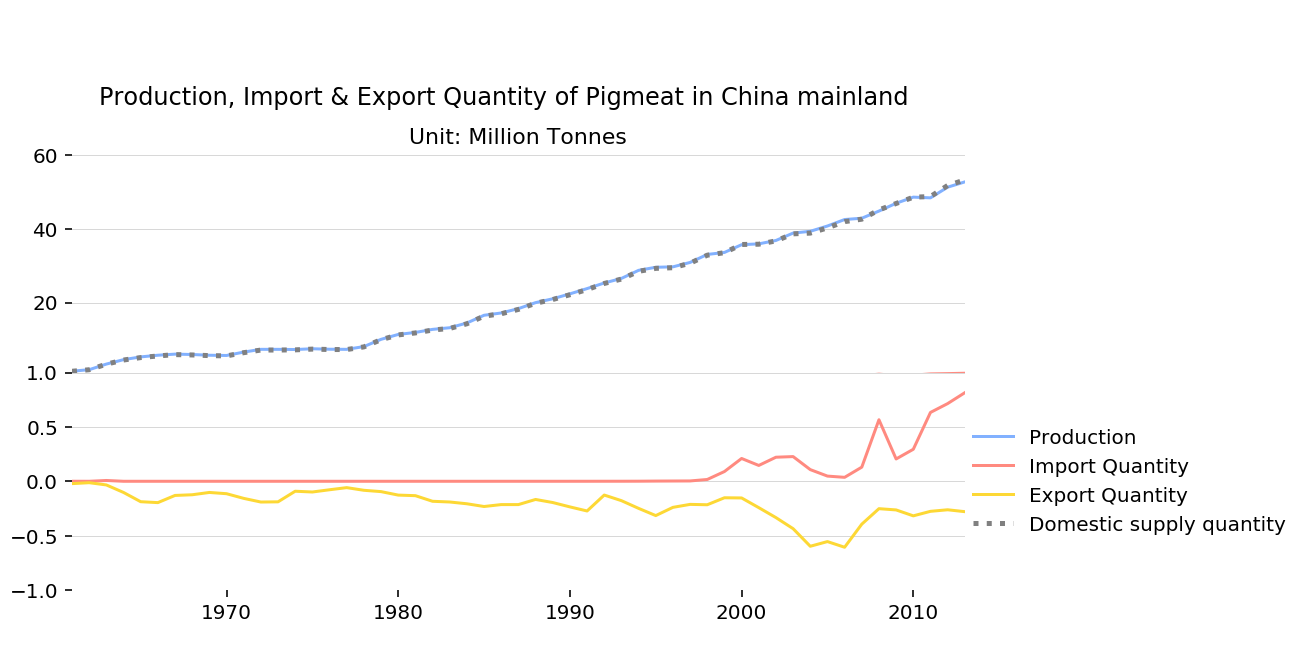 Production, Import & Export Quantity of Pigmeat in China mainland
Unit: Million Tonnes
60
40
20
1.0
0.5
0.0
−0.5
−1.0
1970 1980 1990 2000 2010
Production
Import Quantity
Export Quantity
Domestic supply quantity